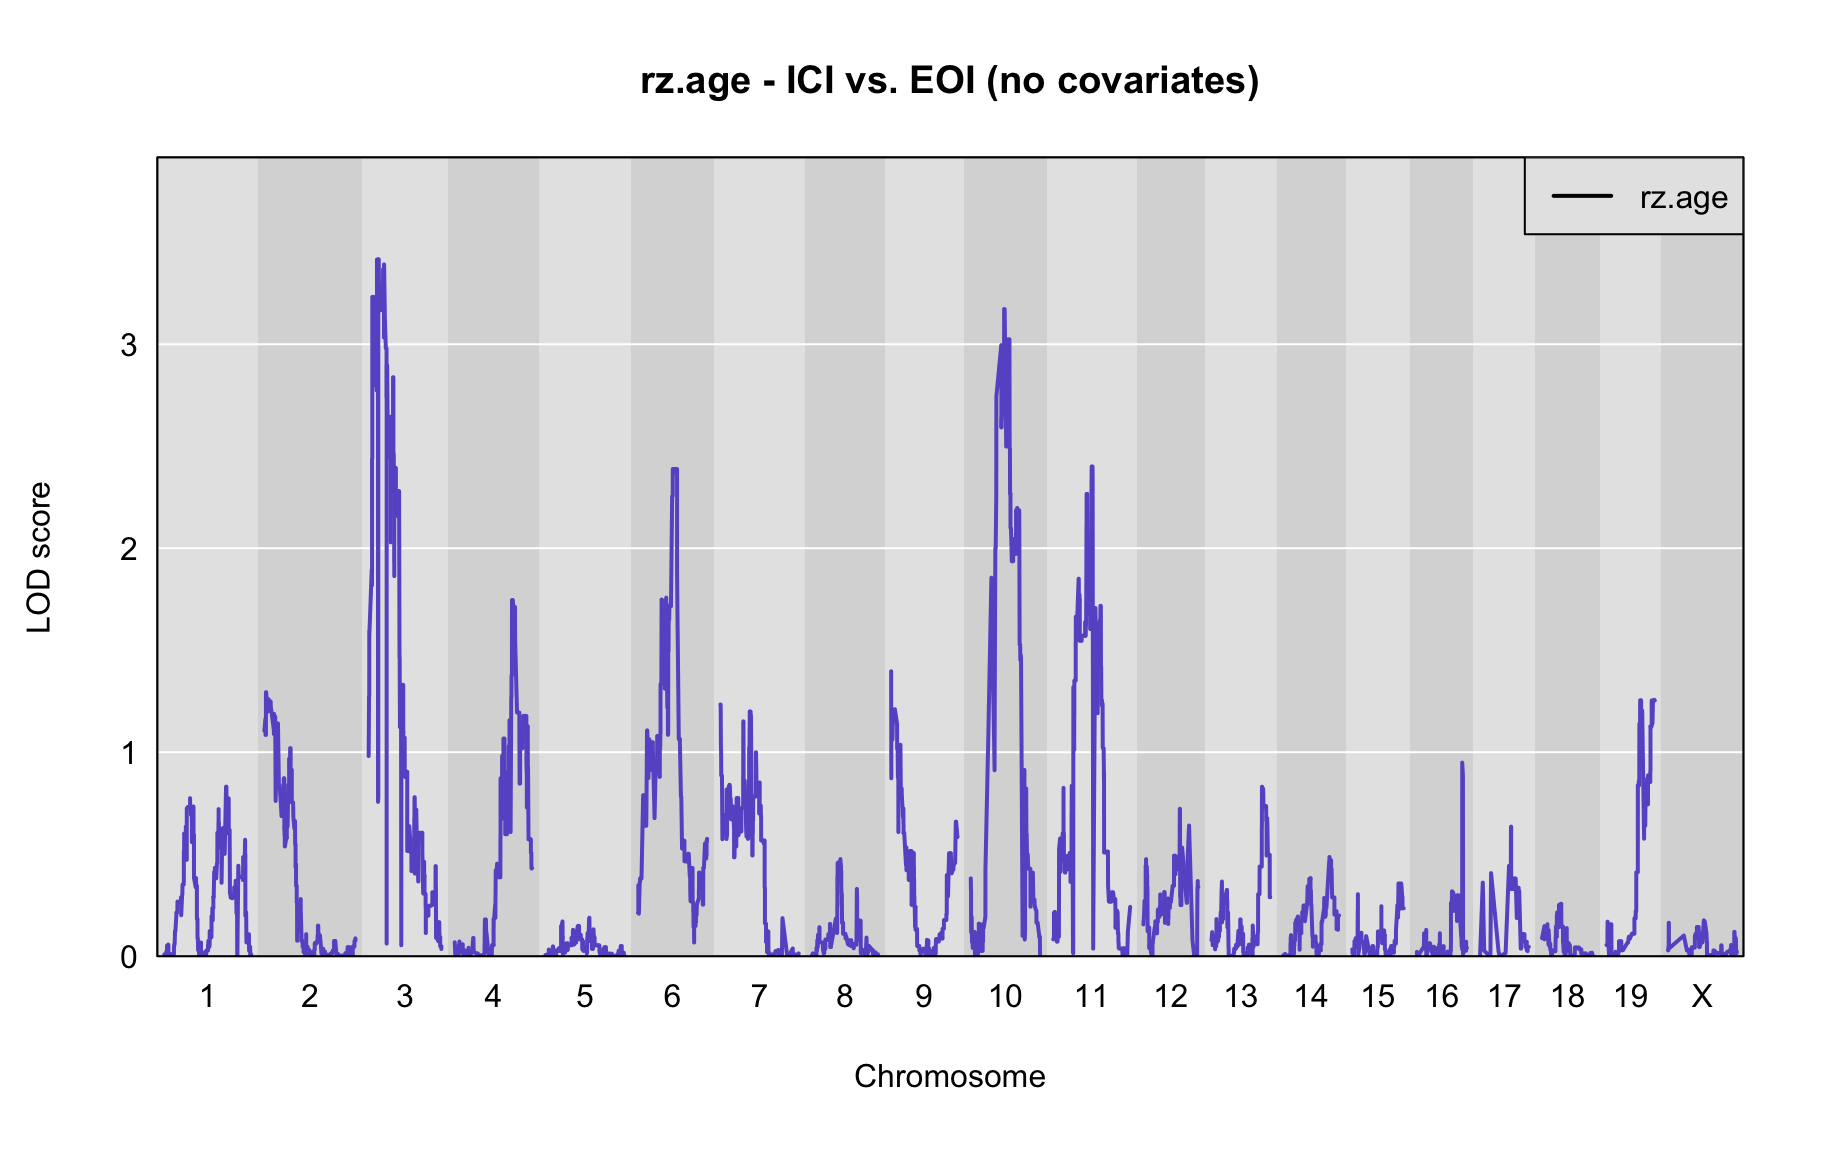 rz.age - ICI vs. EOI (no covariates)
rz.age
3
2
1
0
LOD score
1 2 3 4 5 6 7 8 9 10 11 12 13 14 15 16 17 18 19 X
Chromosome